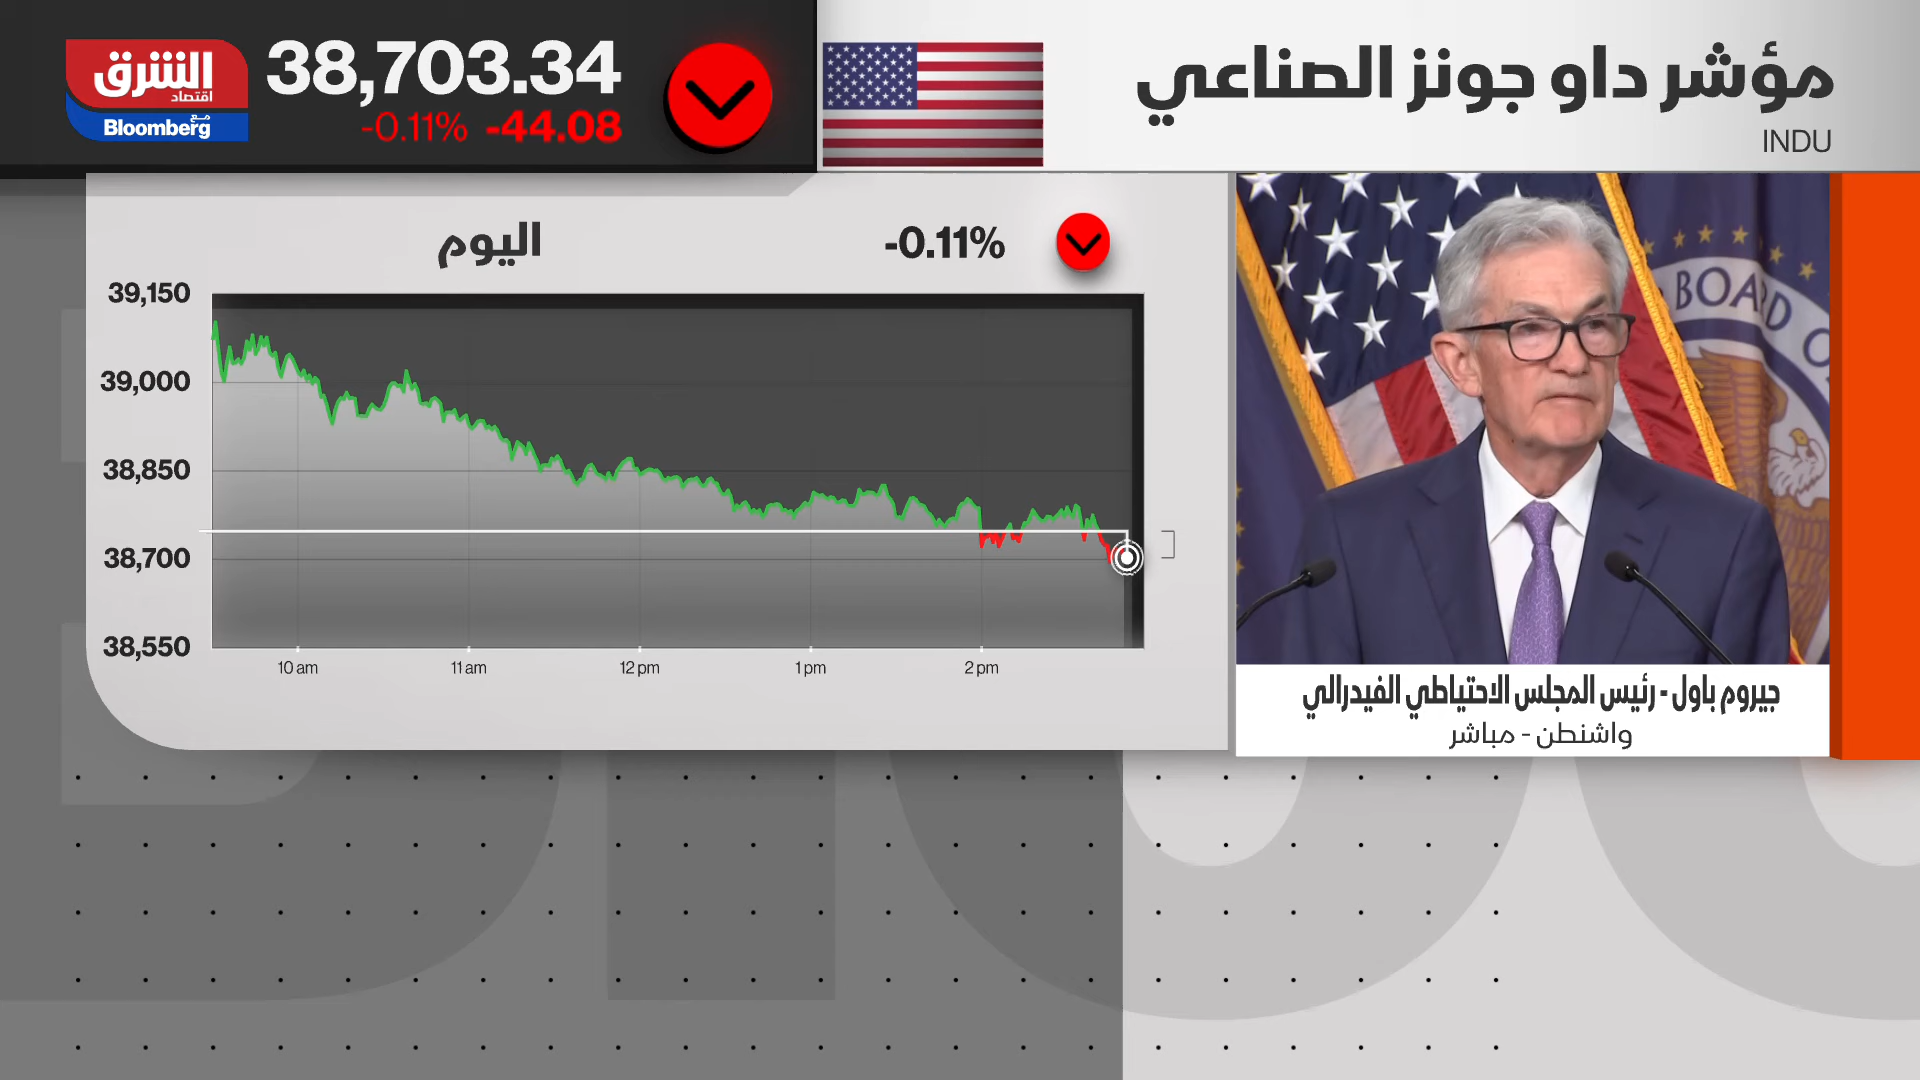 الشرق
اقتصاد
مع
Bloomberg
38,703.34
-0.11% -44.08
مؤشر داو جونز الصناعي
INDU
اليوم
-0.11%
39,150
39,000
38,850
38,700
38,550
10 am
11 am
12 pm
1 pm
2 pm
BOARD O
جيروم باول - رئيس المجلس الاحتياطي الفيدرالي
واشنطن - مباشر